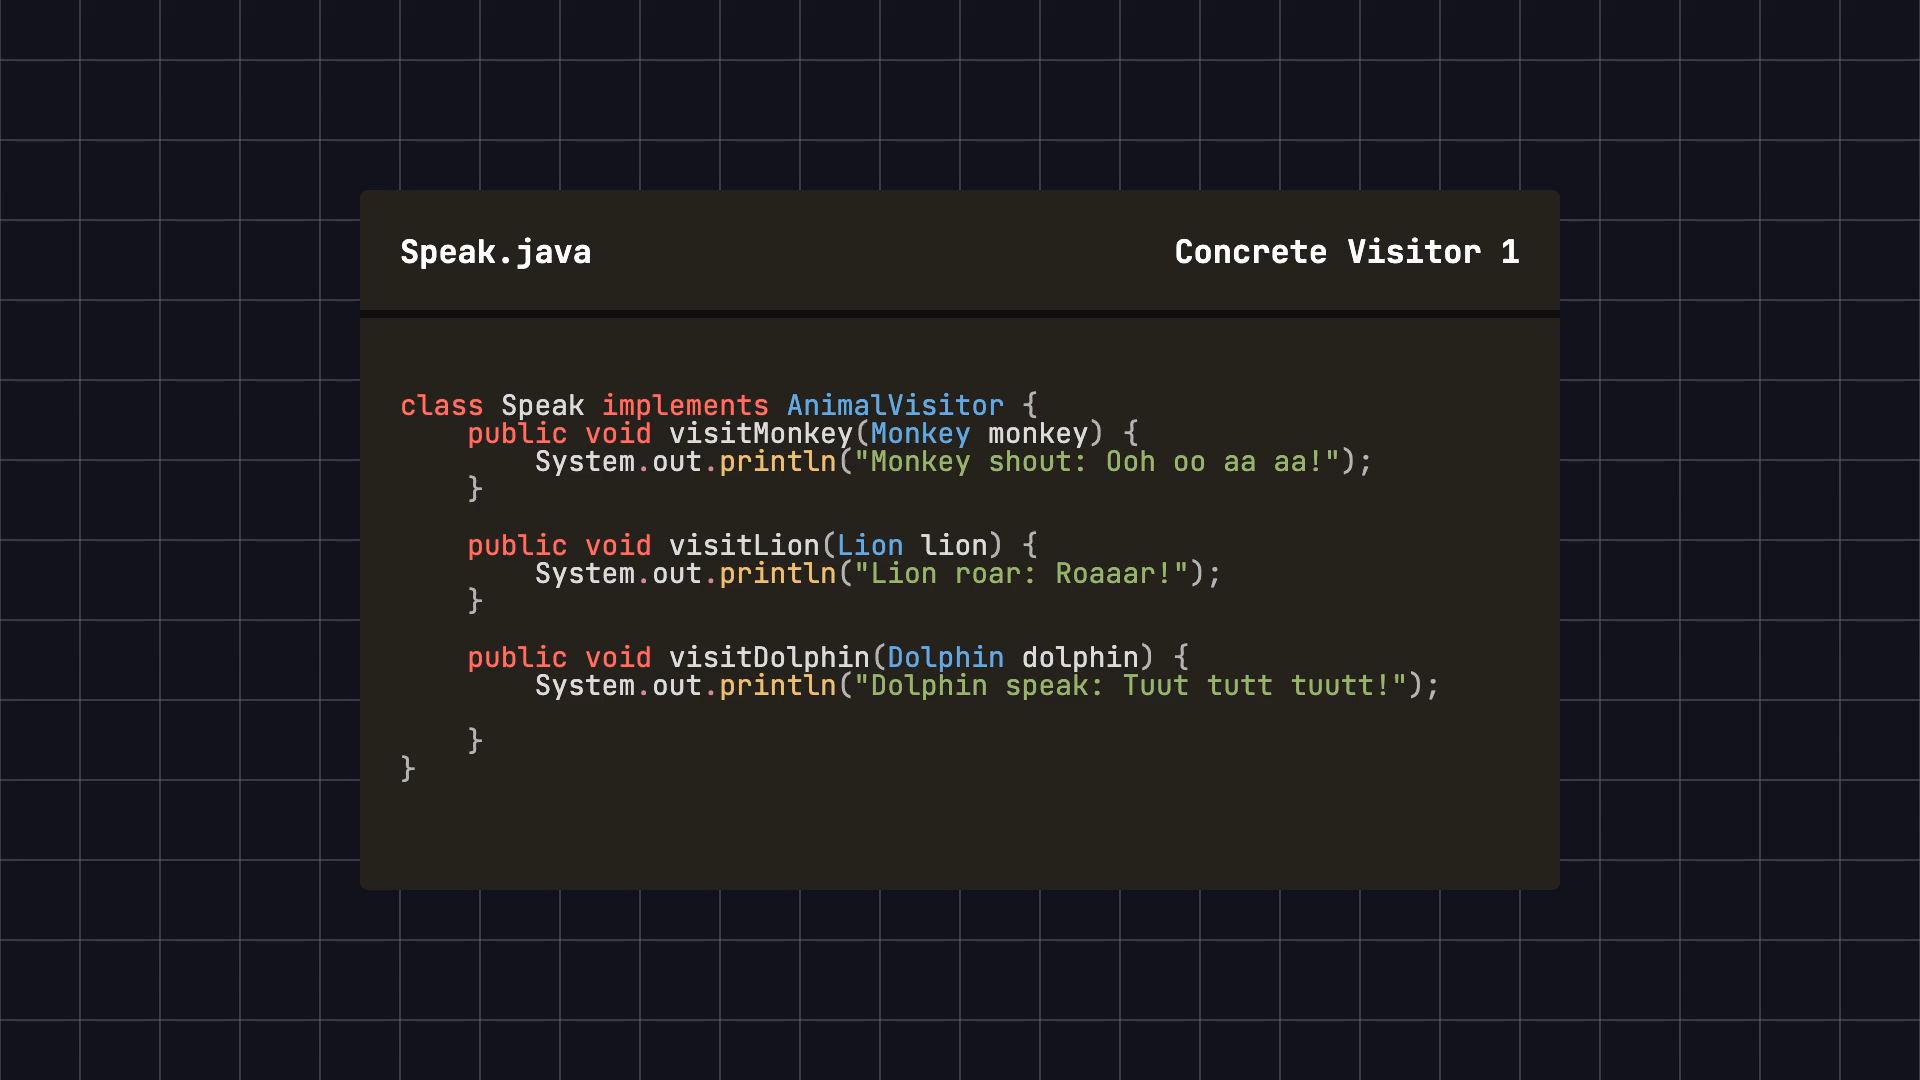 Speak.java
Concrete Visitor 1
class Speak implements AnimalVisitor {
    public void visitMonkey(Monkey monkey) {
        System.out.println("Monkey shout: Ooh oo aa aa!");
    }

    public void visitLion(Lion lion) {
        System.out.println("Lion roar: Roaaar!");
    }

    public void visitDolphin(Dolphin dolphin) {
        System.out.println("Dolphin speak: Tuut tutt tuutt!");

    }
}